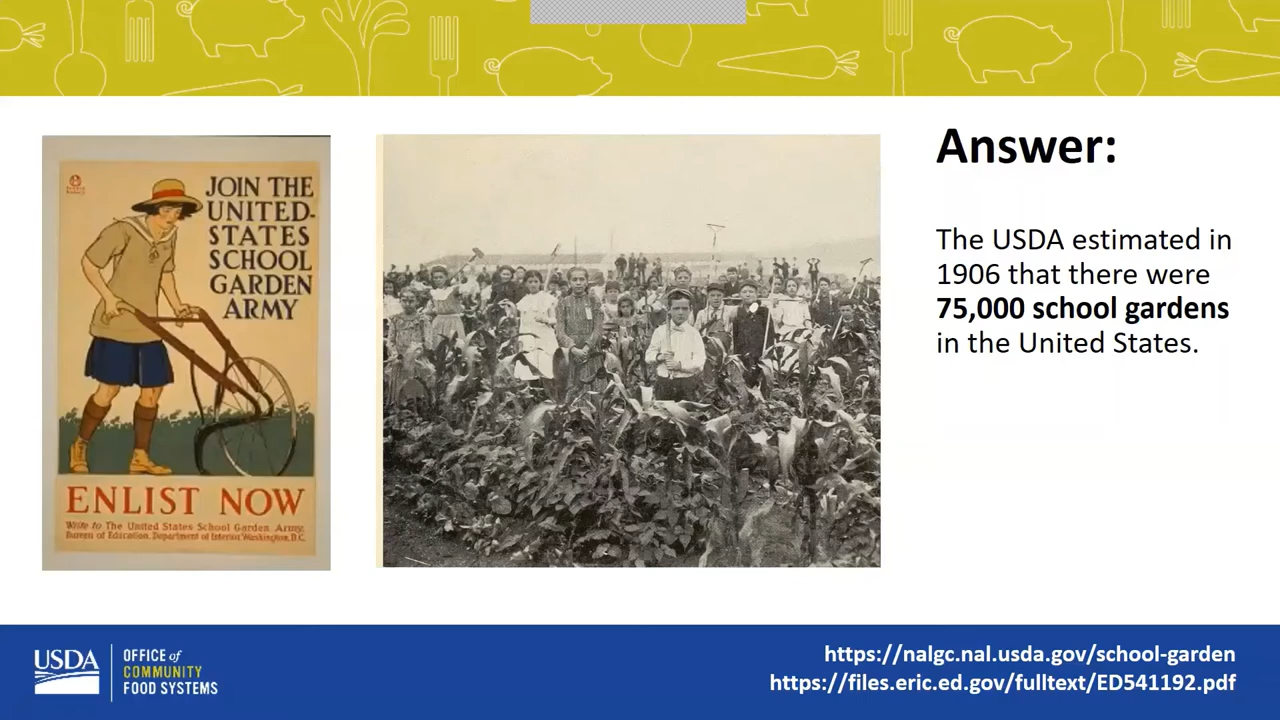 JOIN THE
UNITED-
STATES
SCHOOL
GARDEN
ARMY
ENLIST NOW
Write to The United States School Garden Army,
Bureau of Education, Department of Interior, Washington, D.C.
Answer:
The USDA estimated in
1906 that there were
75,000 school gardens
in the United States.
USDA
OFFICE of
COMMUNITY
FOOD SYSTEMS
https://nalgc.nal.usda.gov/school-garden
https://files.eric.ed.gov/fulltext/ED541192.pdf